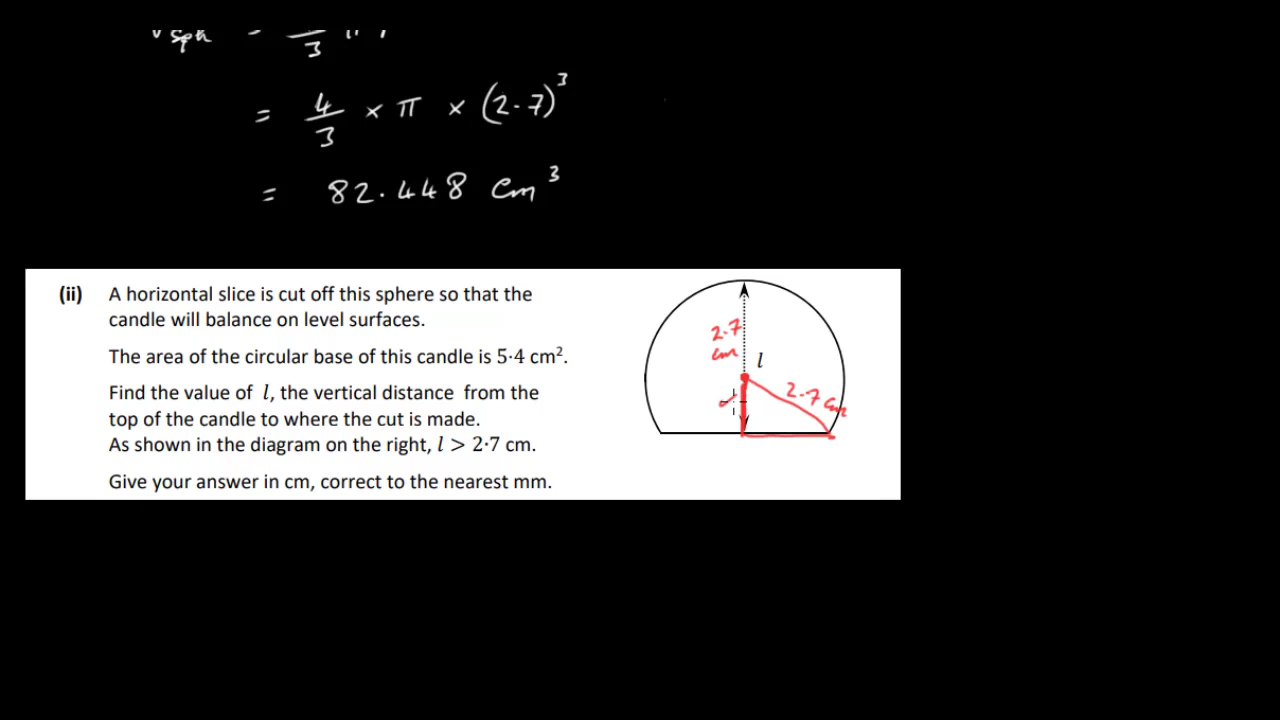 V sph = 4/3 π r
= 4/3 × π × (2.7)³
= 82.448 cm³
(ii) A horizontal slice is cut off this sphere so that the
candle will balance on level surfaces.
The area of the circular base of this candle is 5·4 cm².
Find the value of l, the vertical distance from the
top of the candle to where the cut is made.
As shown in the diagram on the right, l > 2·7 cm.
Give your answer in cm, correct to the nearest mm.
2.7
cm
l
2.7 cm